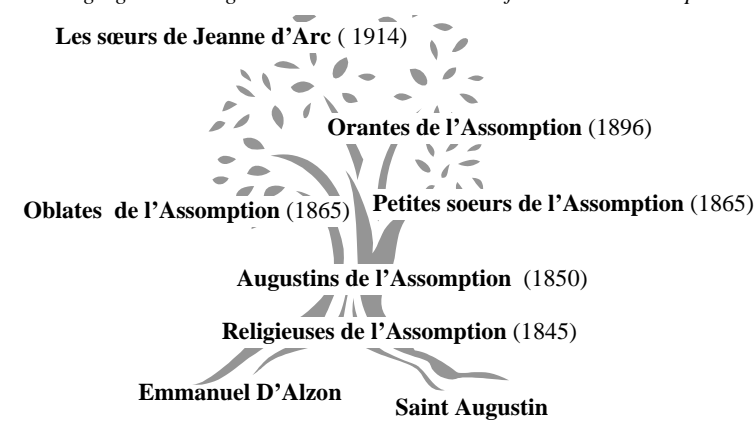 Les sœurs de Jeanne d’Arc ( 1914)
Orantes de l’Assomption (1896)
Oblates de l’Assomption (1865)
Petites soeurs de l’Assomption (1865)
Augustins de l’Assomption (1850)
Religieuses de l’Assomption (1845)
Emmanuel D’Alzon
Saint Augustin